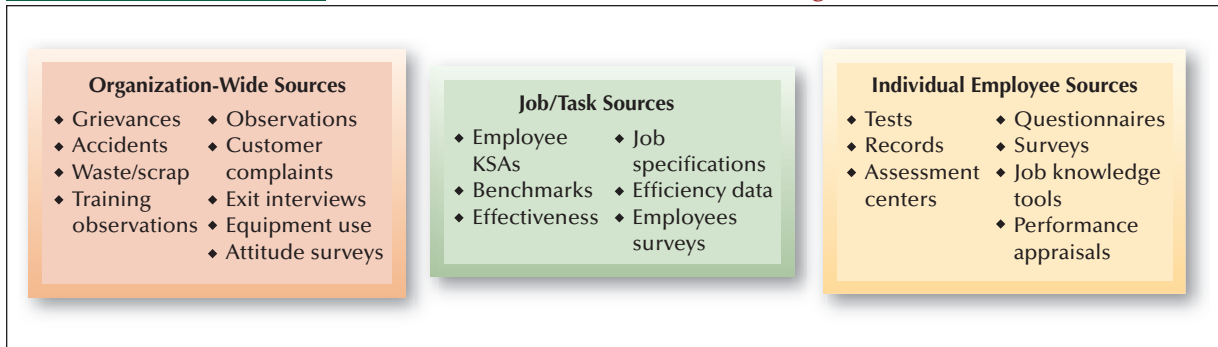 Organization-Wide Sources
◆ Grievances
◆ Accidents
◆ Waste/scrap
◆ Training
observations
◆ Observations
◆ Customer
complaints
◆ Exit interviews
◆ Equipment use
◆ Attitude surveys
Job/Task Sources
◆ Employee
KSAs
◆ Benchmarks
◆ Effectiveness
◆ Job
specifications
◆ Efficiency data
◆ Employees
surveys
Individual Employee Sources
◆ Tests
◆ Records
◆ Assessment
centers
◆ Questionnaires
◆ Surveys
◆ Job knowledge
tools
◆ Performance
appraisals